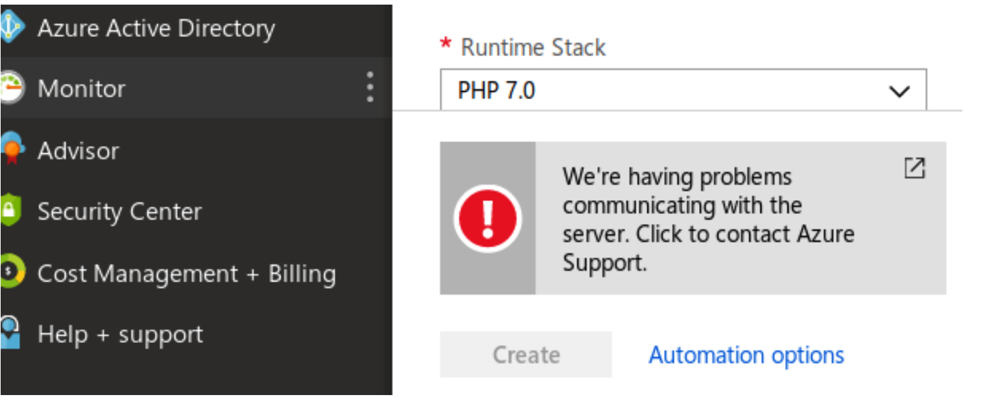 Azure Active Directory
Monitor
Advisor
Security Center
Cost Management + Billing
Help + support
* Runtime Stack
PHP 7.0
We're having problems
communicating with the
server. Click to contact Azure
Support.
Create
Automation options